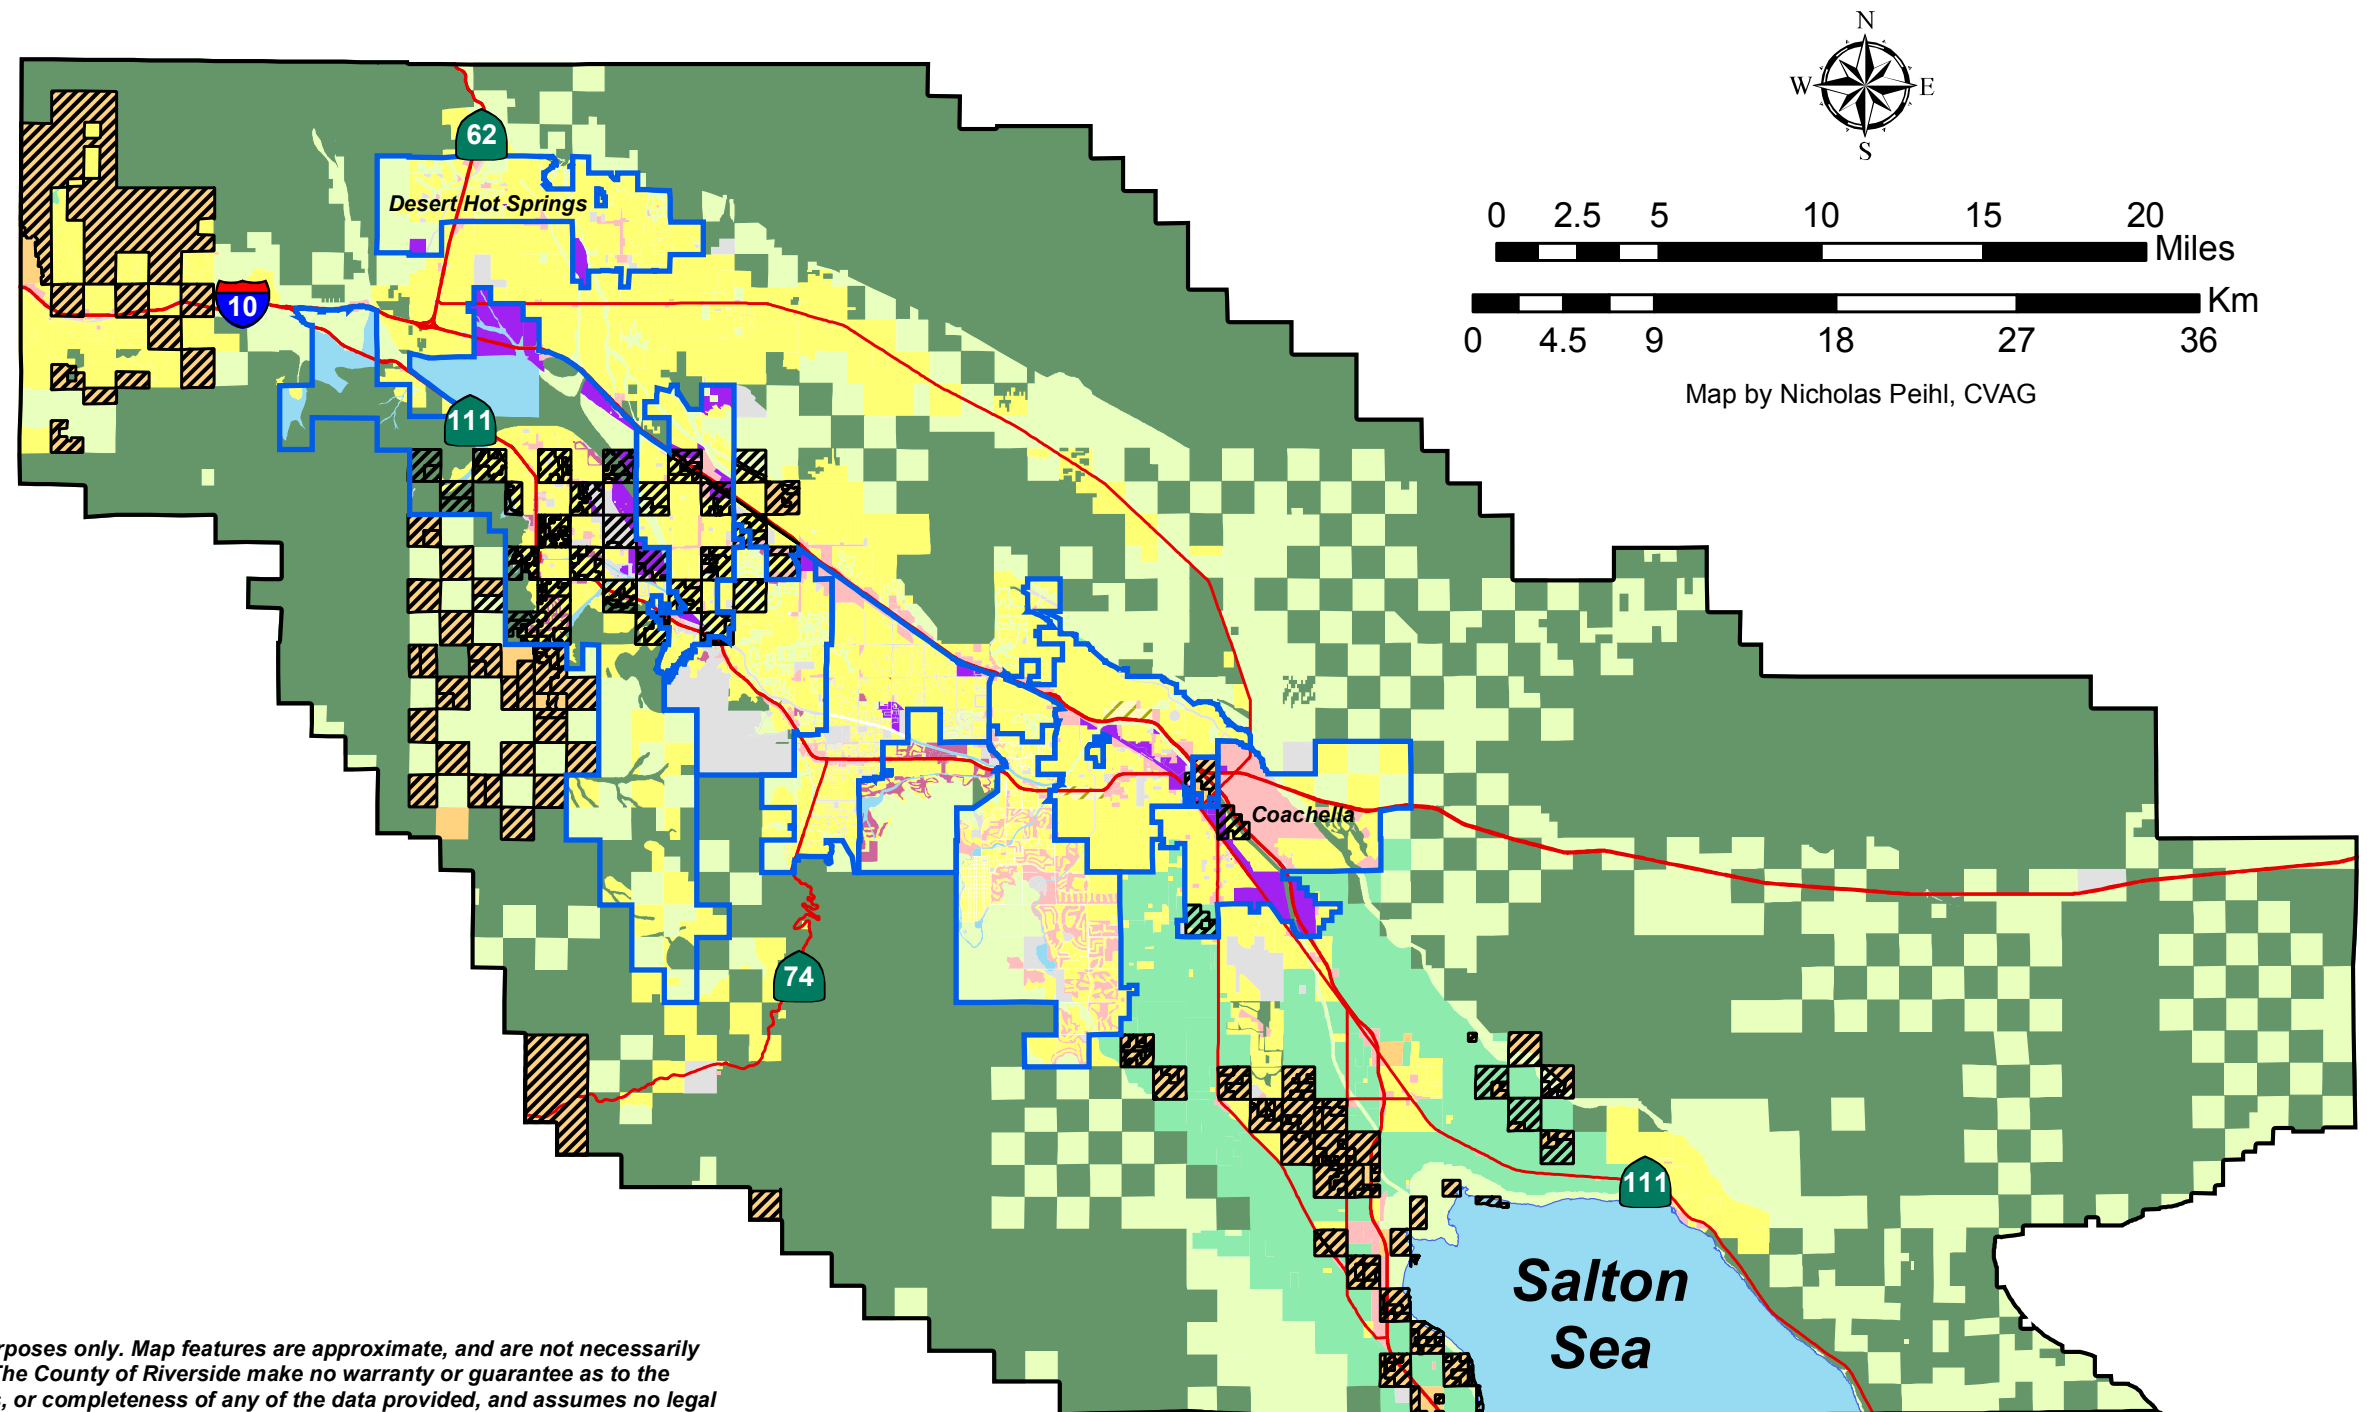 N
W E
S
0 2.5 5 10 15 20
Miles
Km
0 4.5 9 18 27 36
Map by Nicholas Peihl, CVAG
62
Desert Hot Springs
10
111
Coachella
74
111
Salton
Sea
rposes only. Map features are approximate, and are not necessarily
The County of Riverside make no warranty or guarantee as to the
, or completeness of any of the data provided, and assumes no legal